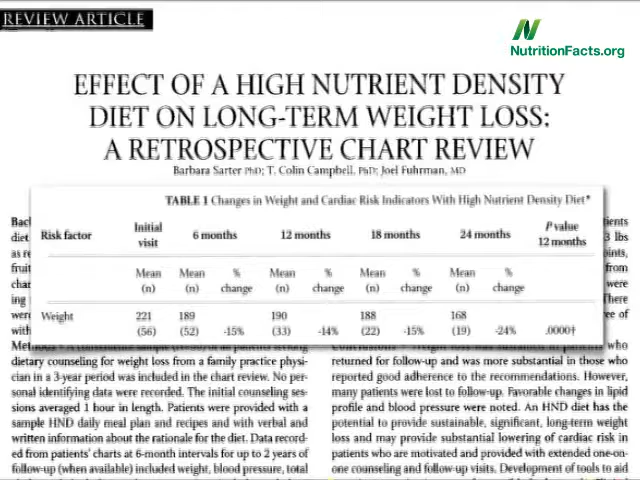 REVIEW ARTICLE
NutritionFacts.org
EFFECT OF A HIGH NUTRIENT DENSITY
DIET ON LONG-TERM WEIGHT LOSS:
A RETROSPECTIVE CHART REVIEW
Barbara Sarter PhD; T. Colin Campbell, PhD; Joel Fuhrman, MD
TABLE 1 Changes in Weight and Cardiac Risk Indicators With High Nutrient Density Diet*
Risk factor Initial visit 6 months 12 months 18 months 24 months P value 12 months
Mean (n) Mean (n) % change Mean (n) % change Mean (n) % change Mean (n) % change
Weight 221 (56) 189 (52) -15% 190 (33) -14% 188 (22) -15% 168 (19) -24% .0000†
dietary counseling for weight loss from a family practice physi-
cian in a 3-year period was included in the chart review. No per-
sonal identifying data were recorded. The initial counseling ses-
sions averaged 1 hour in length. Patients were provided with a
sample HND daily meal plan and recipes and with verbal and
written information about the rationale for the diet. Data record-
ed from patients' charts at 6-month intervals for up to 2 years of
follow-up (when available) included weight, blood pressure, total
returned for follow-up and was more substantial in those who
reported good adherence to the recommendations. However,
many patients were lost to follow-up. Favorable changes in lipid
profile and blood pressure were noted. An HND diet has the
potential to provide sustainable, significant, long-term weight
loss and may provide substantial lowering of cardiac risk in
patients who are motivated and provided with extended one-on-
one counseling and follow-up visits. Development of tools to aid